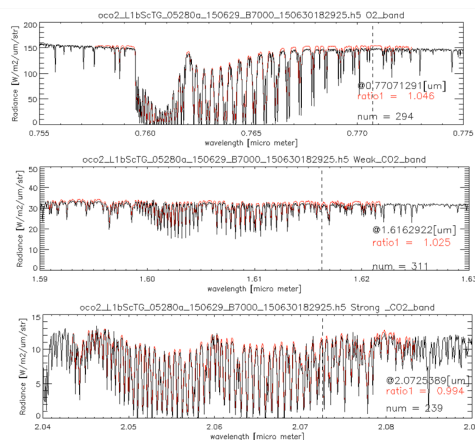 oco2_L1bScTG_05280a_150629_B7000_150630182925.h5 O2_band
Radiance [W/m2/um/str]
200
150
100
50
0
@0.77071291[um]
ratio1 = 1.046
num = 294
0.755 0.760 0.765 0.770 0.775
wavelength [micro meter]
oco2_L1bScTG_05280a_150629_B7000_150630182925.h5 Weak_CO2_band
Radiance [W/m2/um/str]
50
40
30
20
10
0
@1.6162922[um]
ratio1 = 1.025
num = 311
1.59 1.60 1.61 1.62 1.63
wavelength [micro meter]
oco2_L1bScTG_05280a_150629_B7000_150630182925.h5 Strong _CO2_band
Radiance [W/m2/um/str]
15
10
5
0
@2.0725389[um]
ratio1 = 0.994
num = 239
2.04 2.05 2.06 2.07 2.08
wavelength [micro meter]